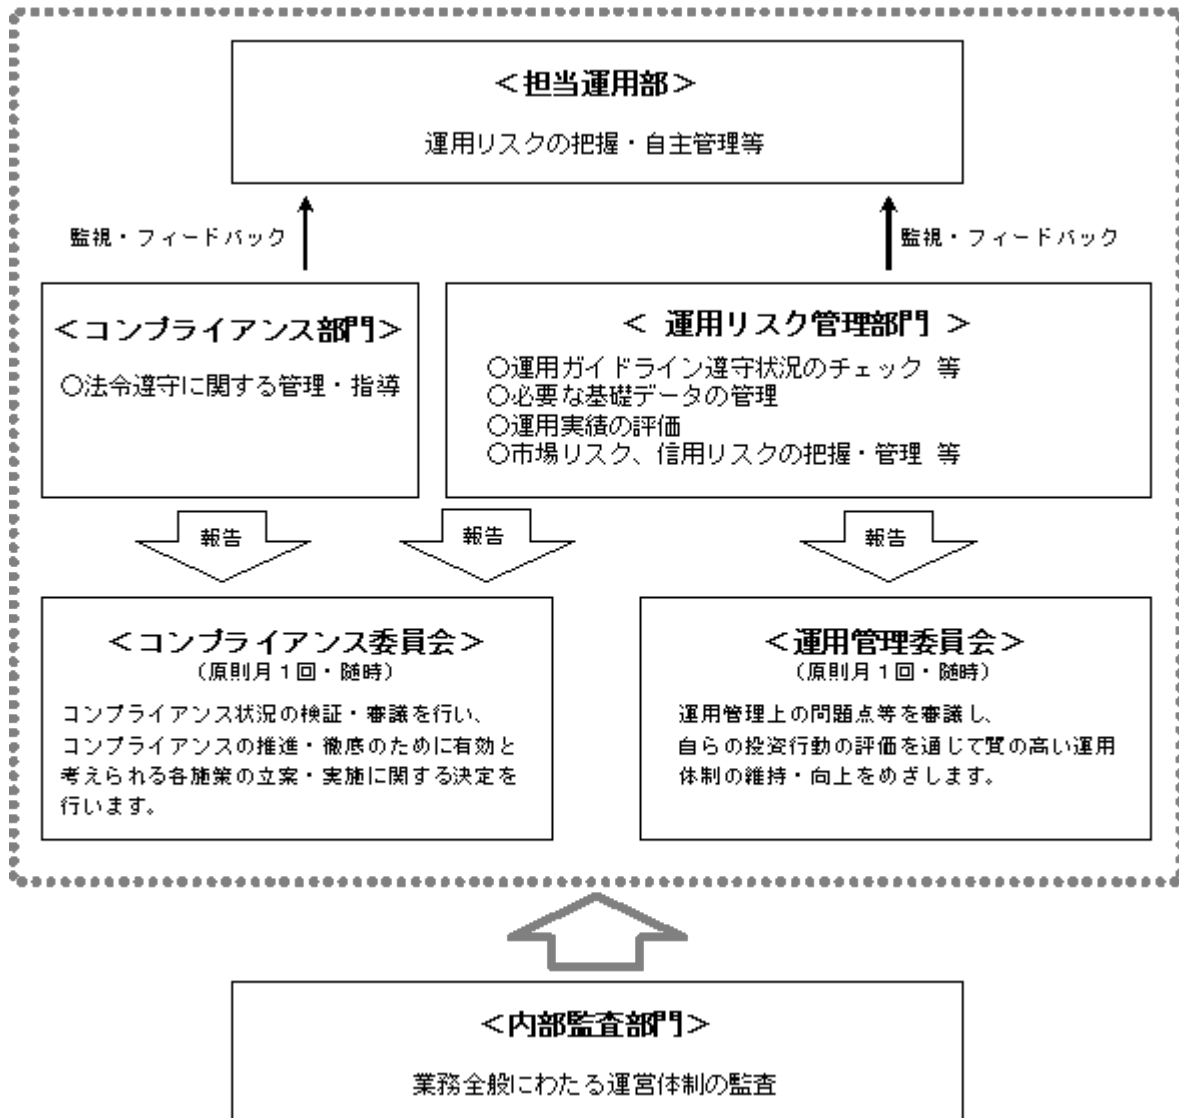 ＜担当運用部＞
運用リスクの把握・自主管理等
監視・フィードバック
監視・フィードバック
＜コンプライアンス部門＞
○法令遵守に関する管理・指導
＜ 運用リスク管理部門 ＞
○運用ガイドライン遵守状況のチェック 等
○必要な基礎データの管理
○運用実績の評価
○市場リスク、信用リスクの把握・管理 等
報告
報告
報告
＜コンプライアンス委員会＞
（原則月１回・随時）
コンプライアンス状況の検証・審議を行い、
コンプライアンスの推進・徹底のために有効と
考えられる各施策の立案・実施に関する決定を
行います。
＜運用管理委員会＞
（原則月１回・随時）
運用管理上の問題点等を審議し、
自らの投資行動の評価を通じて質の高い運用
体制の維持・向上をめざします。
＜内部監査部門＞
業務全般にわたる運営体制の監査